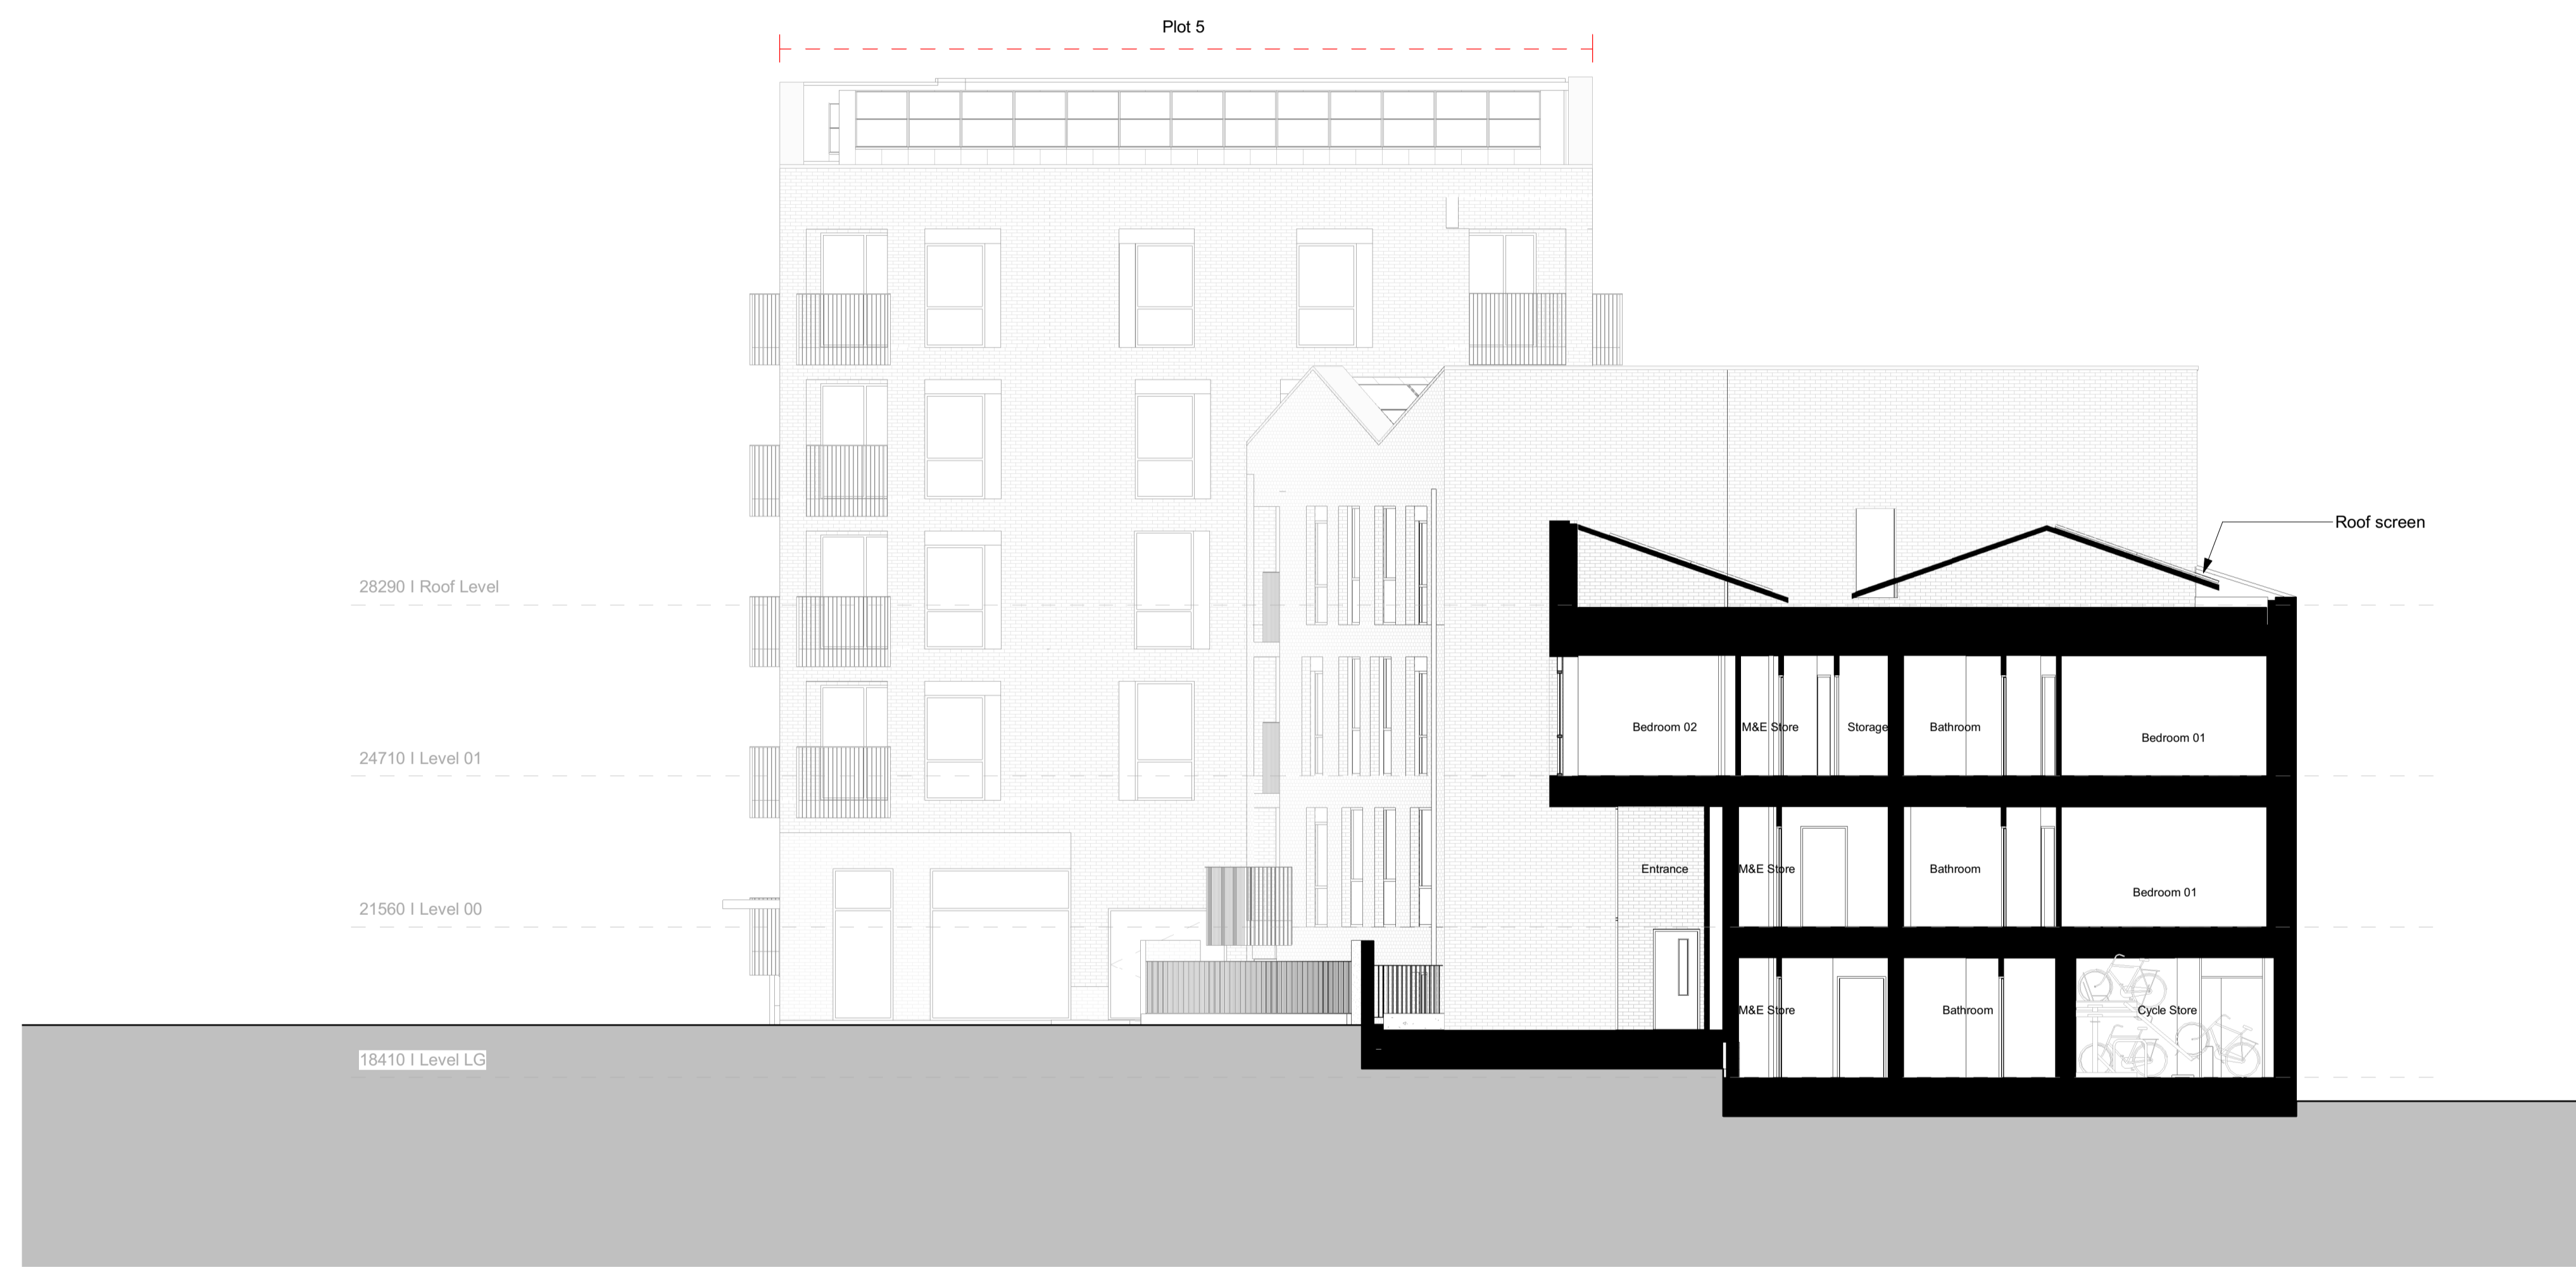 Plot 5
Roof screen
28290 I Roof Level
24710 I Level 01
Bedroom 02
M&E Store
Storage
Bathroom
Bedroom 01
21560 I Level 00
Entrance
M&E Store
Bathroom
Bedroom 01
18410 I Level LG
M&E Store
Bathroom
Cycle Store